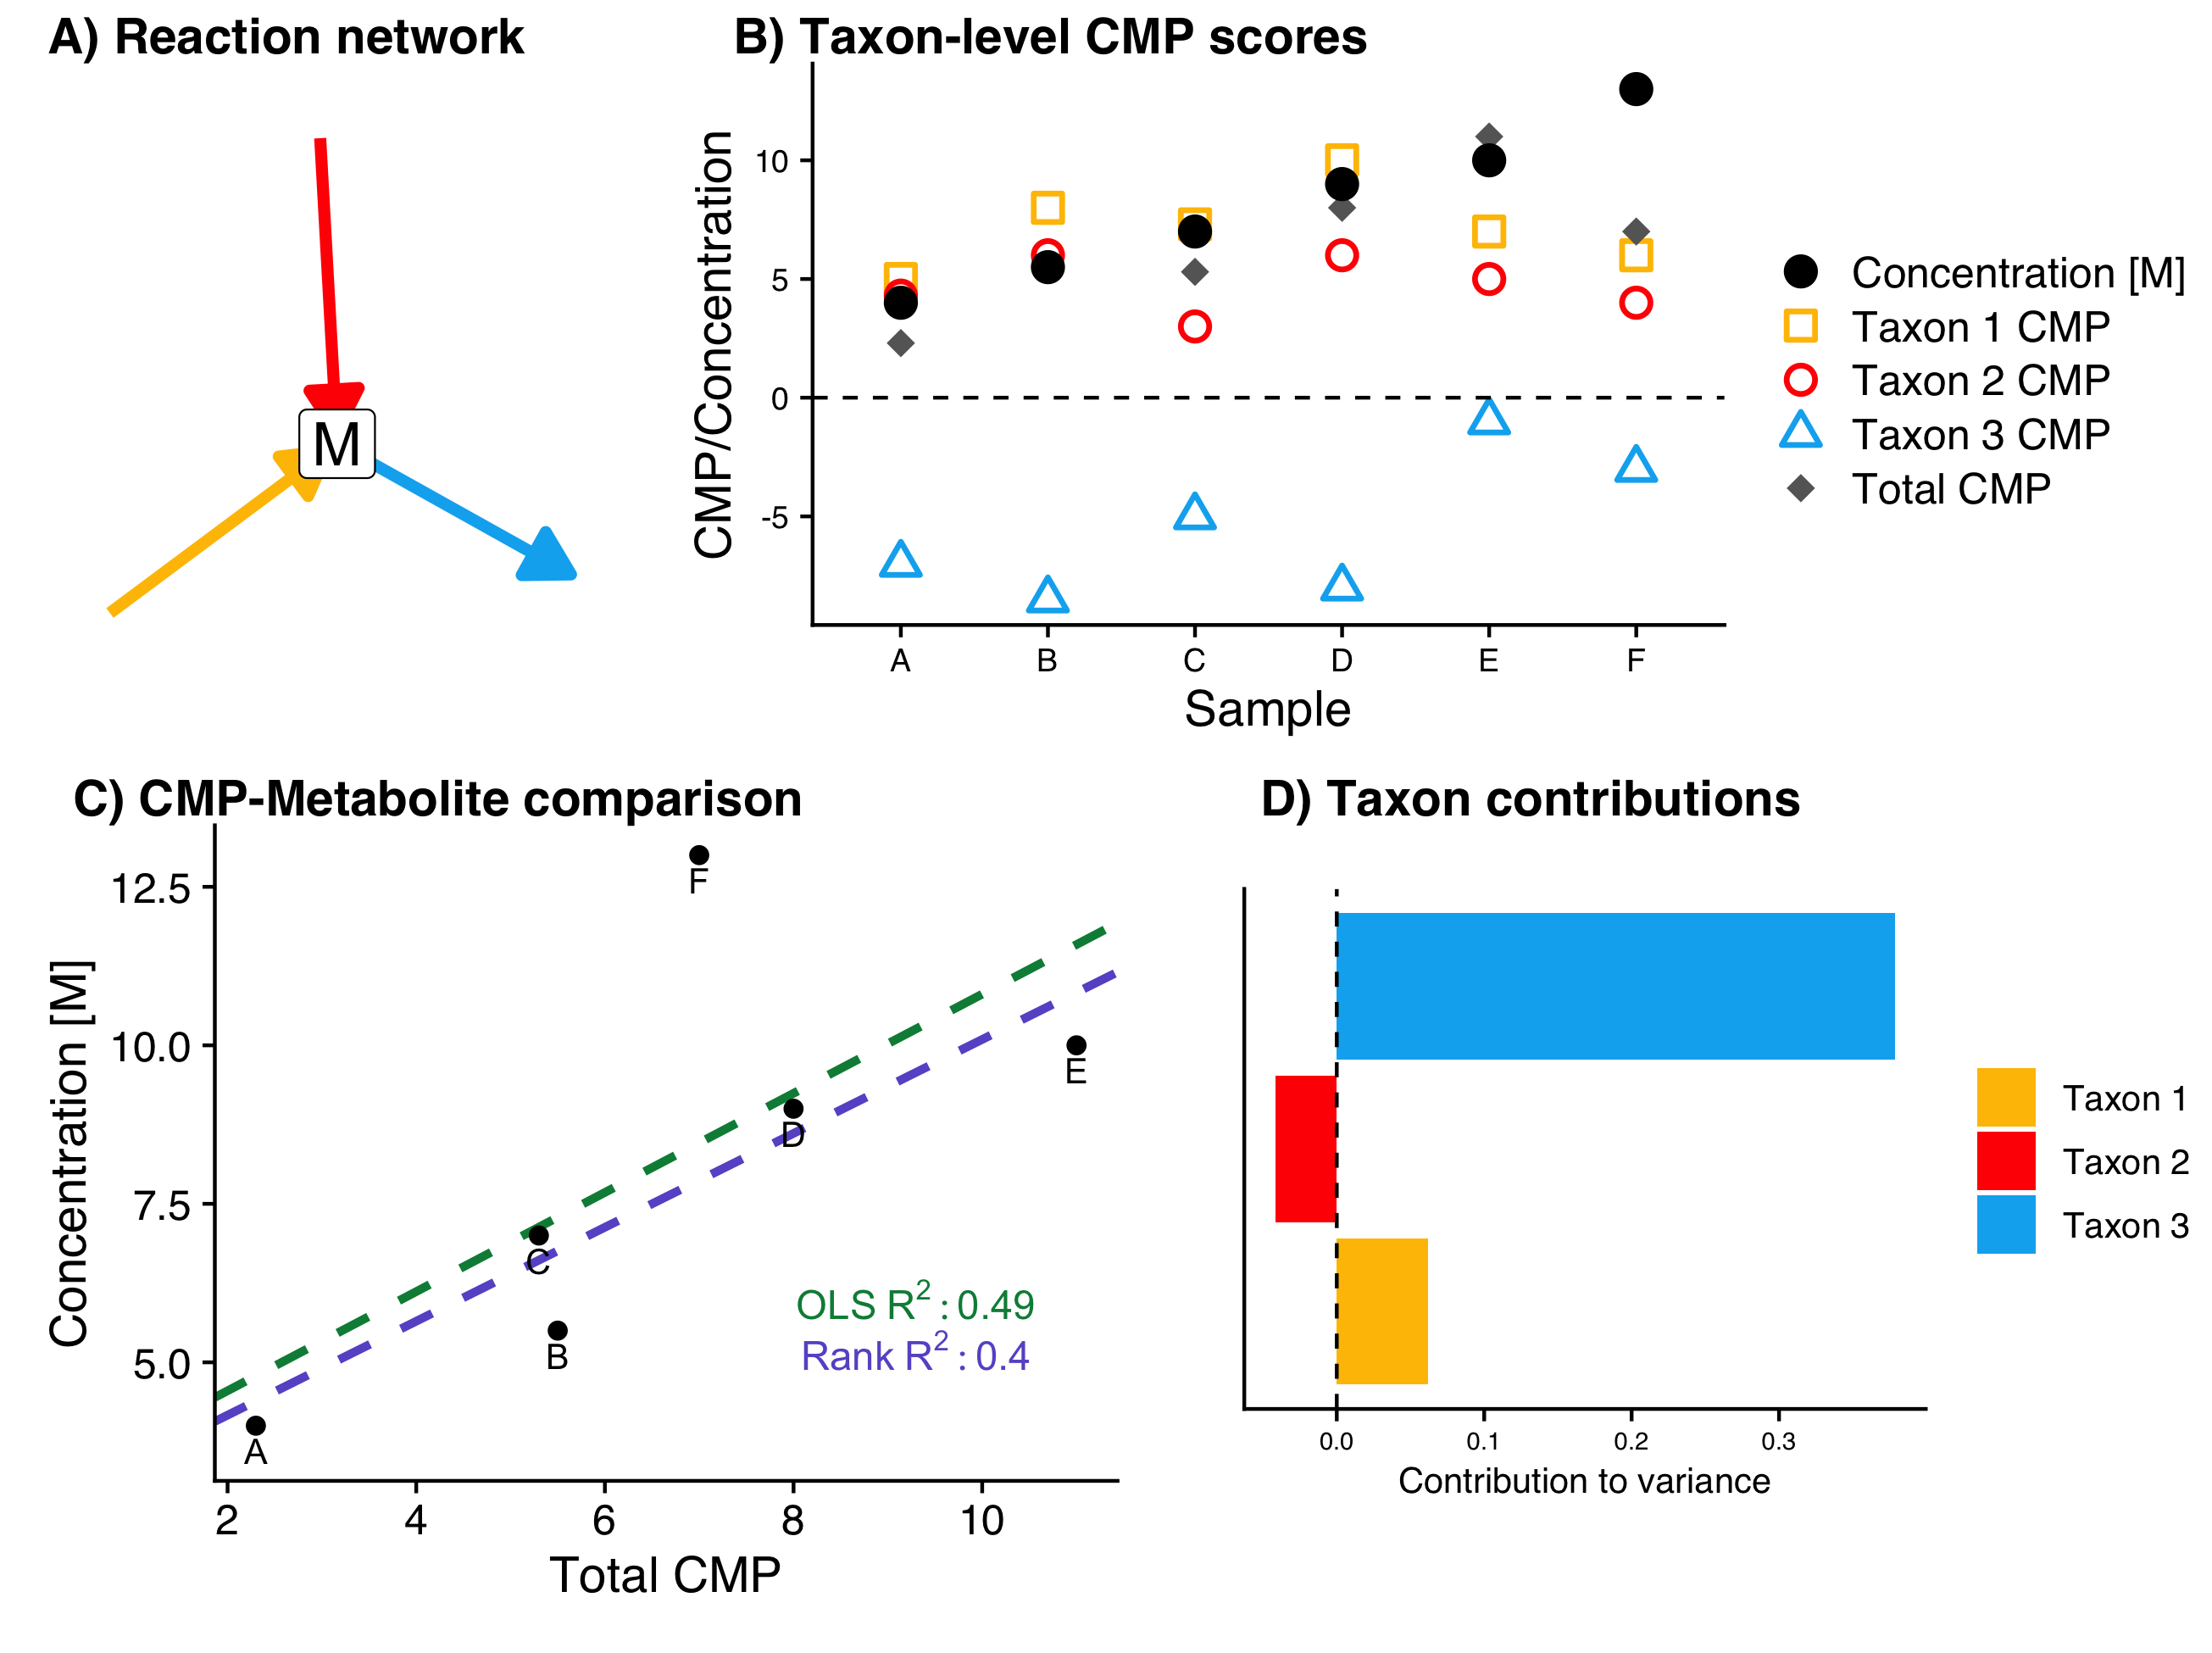 A) Reaction network
M
B) Taxon-level CMP scores
CMP/Concentration
10
5
0
-5
A B C D E F
Sample
Concentration [M]
Taxon 1 CMP
Taxon 2 CMP
Taxon 3 CMP
Total CMP
C) CMP-Metabolite comparison
Concentration [M]
12.5
10.0
7.5
5.0
F
E
D
C
B
A
OLS R²: 0.49
Rank R²: 0.4
2 4 6 8 10
Total CMP
D) Taxon contributions
0.0 0.1 0.2 0.3
Contribution to variance
Taxon 1
Taxon 2
Taxon 3